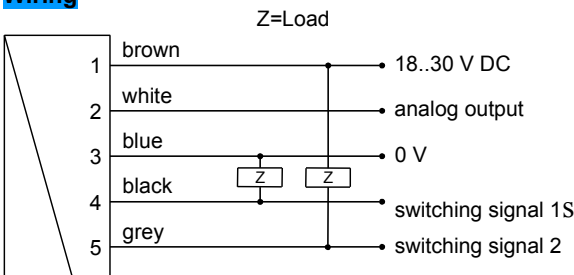 Wiring
Z=Load
1 brown 18..30 V DC
2 white analog output
3 blue 0 V
Z Z
4 black switching signal 1S
5 grey switching signal 2